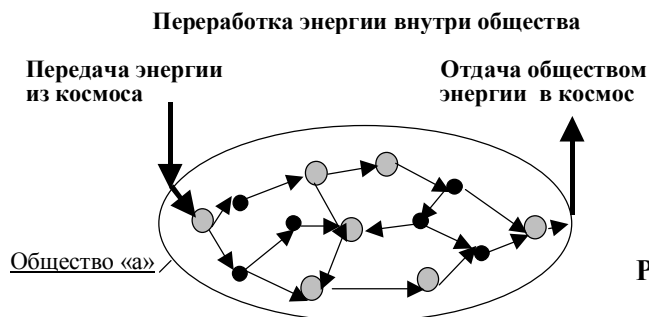 Переработка энергии внутри общества
Передача энергии
из космоса
Отдача обществом
энергии в космос
Общество «а»
Р